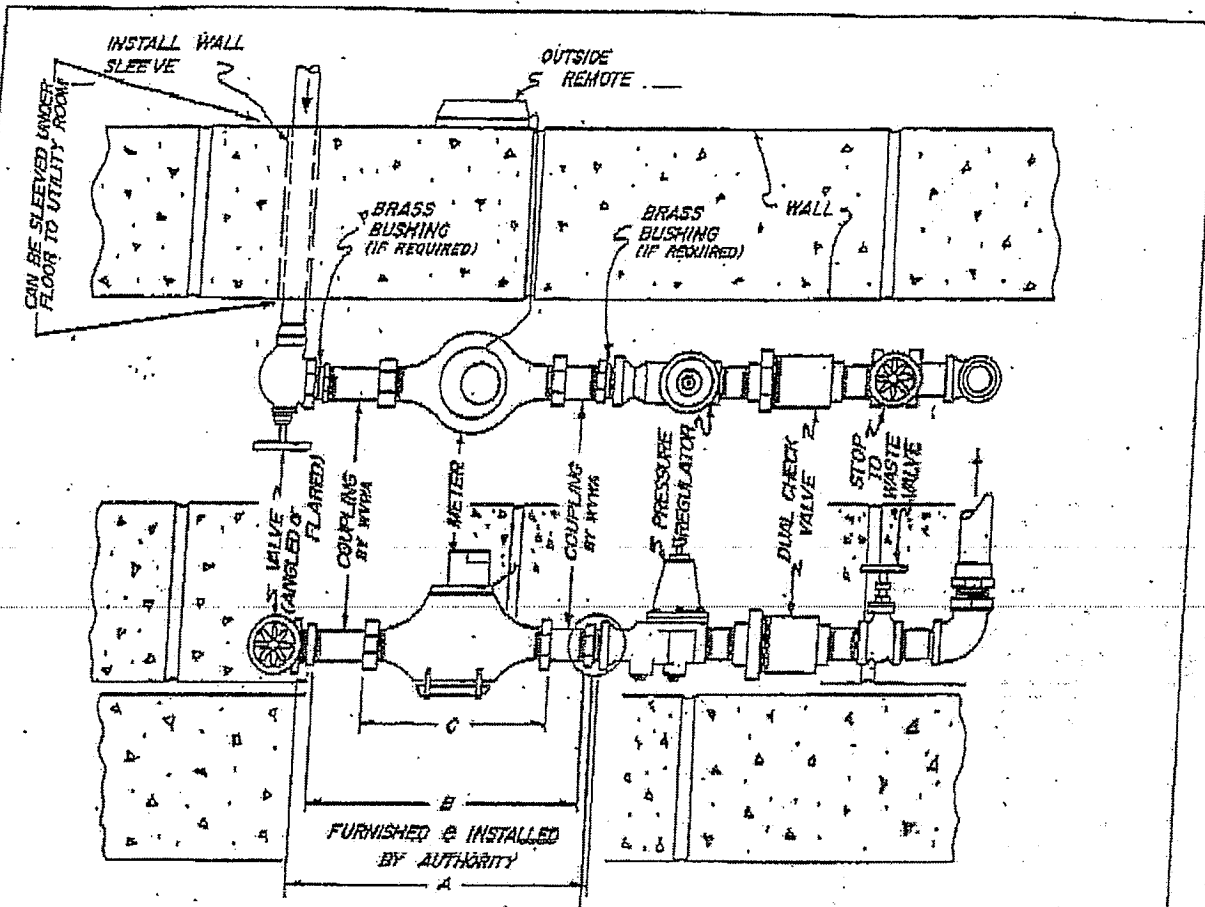 INSTALL WALL
SLEEVE
OUTSIDE
REMOTE
CAN BE SLEEVED UNDER
FLOOR TO UTILITY ROOM
BRASS
BUSHING
(IF REQUIRED)
BRASS
BUSHING
(IF REQUIRED)
WALL
VALVE
(ANGLED or
FLARED)
COUPLING
BY WVWA
METER
COUPLING
BY WVWA
PRESSURE
REGULATOR
DUAL CHECK
VALVE
STOP
TO
WASTE
VALVE
C
B
FURNISHED & INSTALLED
BY AUTHORITY
A